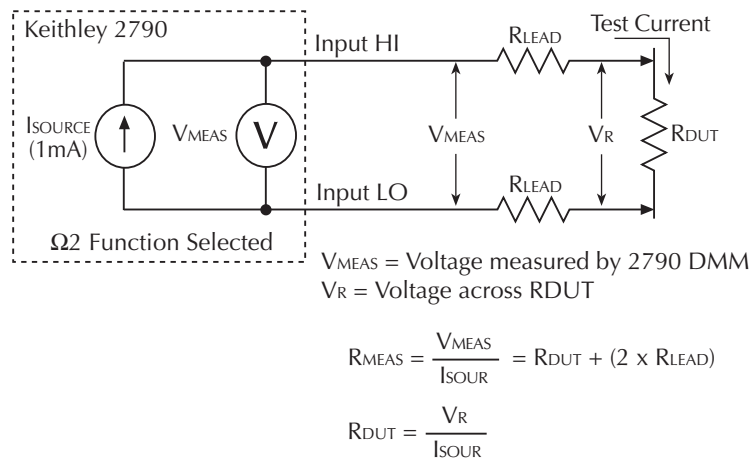 Keithley 2790
Input HI
RLEAD
Test Current
ISOURCE
(1mA)
VMEAS
V
VMEAS
VR
RDUT
RLEAD
Input LO
Ω2 Function Selected
VMEAS = Voltage measured by 2790 DMM
VR = Voltage across RDUT
RMEAS = VMEAS / ISOUR = RDUT + (2 x RLEAD)
RDUT = VR / ISOUR